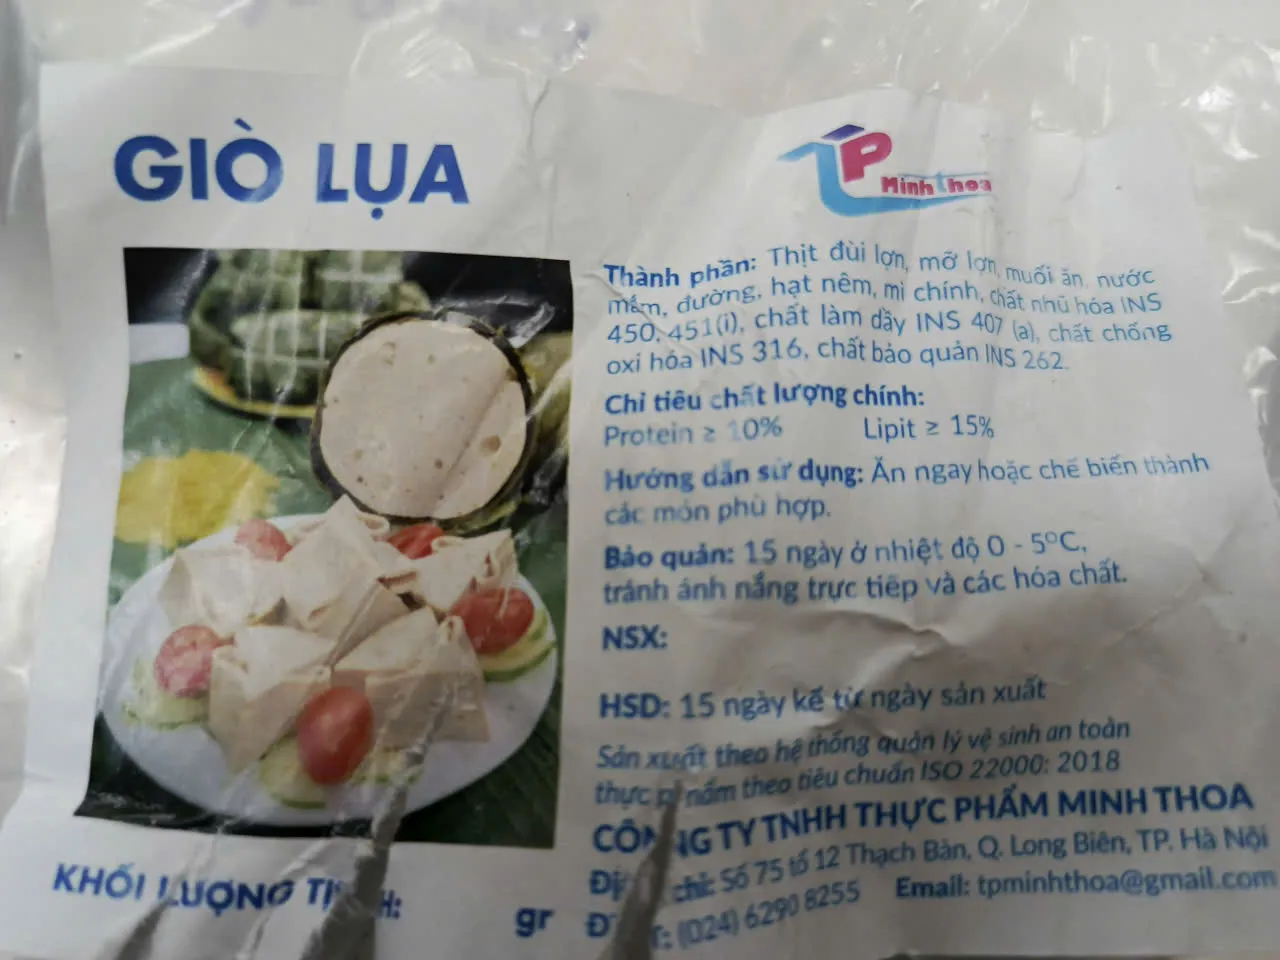 GIÒ LỤA
TP
Minh thoa
Thành phần: Thịt đùi lợn, mỡ lợn, muối ăn, nước
mắm, đường, hạt nêm, mì chính, chất nhũ hóa INS
450, 451(i), chất làm dầy INS 407 (a), chất chống
oxi hóa INS 316, chất bảo quản INS 262.
Chỉ tiêu chất lượng chính:
Protein ≥ 10% Lipit ≥ 15%
Hướng dẫn sử dụng: Ăn ngay hoặc chế biến thành
các món phù hợp.
Bảo quản: 15 ngày ở nhiệt độ 0 - 5°C,
tránh ánh nắng trực tiếp và các hóa chất.
NSX:
HSD: 15 ngày kể từ ngày sản xuất
Sản xuất theo hệ thống quản lý vệ sinh an toàn
thực phẩm theo tiêu chuẩn ISO 22000: 2018
CÔNG TY TNHH THỰC PHẨM MINH THOA
Địa chỉ: Số 75 tổ 12 Thạch Bàn, Q. Long Biên, TP. Hà Nội
ĐT: (024) 6290 8255 Email: tpminhthoa@gmail.com
KHỐI LƯỢNG TỊNH: gr